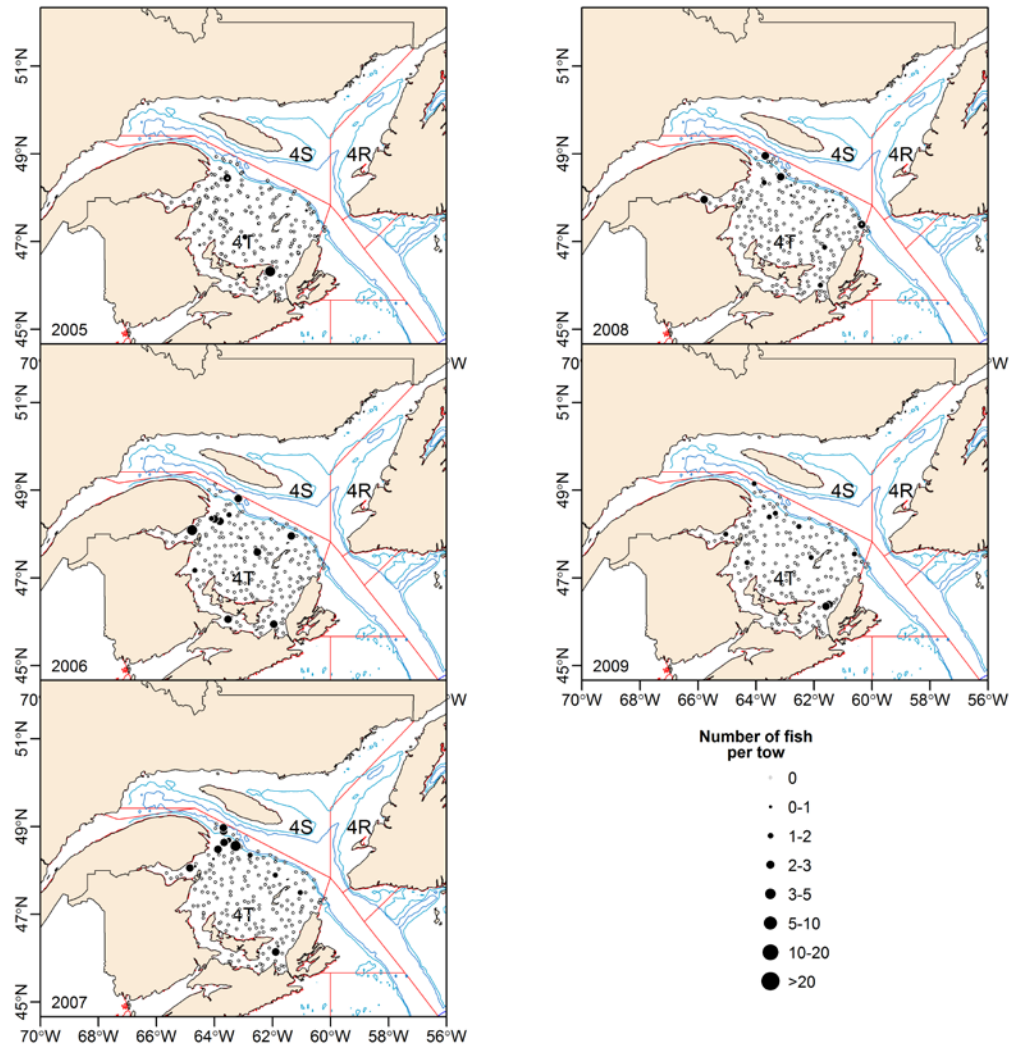 51°N
49°N
47°N
45°N
4S
4R
4T
2005
51°N
49°N
47°N
45°N
4S
4R
4T
2008
70°
W
51°N
49°N
47°N
45°N
4S
4R
4T
2006
70°
W
51°N
49°N
47°N
45°N
4S
4R
4T
2009
70°W 68°W 66°W 64°W 62°W 60°W 58°W 56°W
70°
W
51°N
49°N
47°N
45°N
4S
4R
4T
2007
70°W 68°W 66°W 64°W 62°W 60°W 58°W 56°W
Number of fish
per tow
0
0-1
1-2
2-3
3-5
5-10
10-20
>20